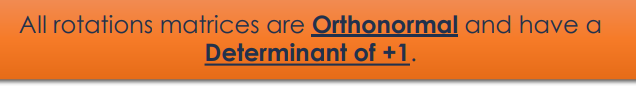 All rotations matrices are Orthonormal and have a
Determinant of +1.